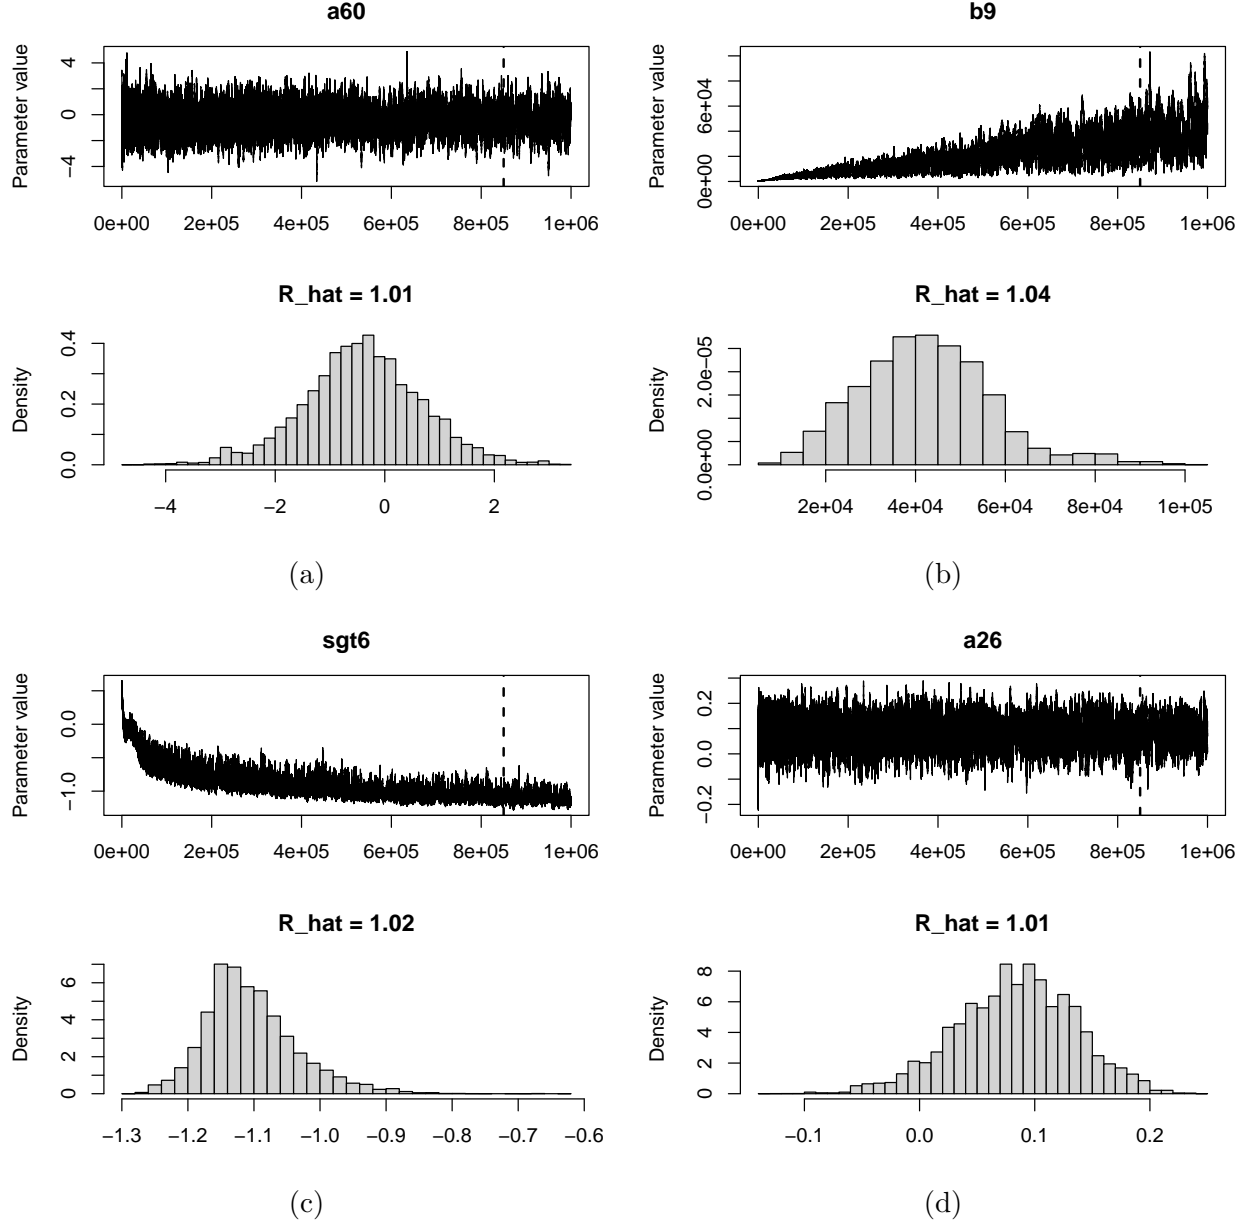 a60
Parameter value
4
0
−4
0e+00 2e+05 4e+05 6e+05 8e+05 1e+06
R_hat = 1.01
Density
0.4
0.2
0.0
−4 −2 0 2
(a)
b9
Parameter value
6e+04
0e+00
0e+00 2e+05 4e+05 6e+05 8e+05 1e+06
R_hat = 1.04
Density
2.0e−05
0.0e+00
2e+04 4e+04 6e+04 8e+04 1e+05
(b)
sgt6
Parameter value
0.0
−1.0
0e+00 2e+05 4e+05 6e+05 8e+05 1e+06
R_hat = 1.02
Density
6
4
2
0
−1.3 −1.2 −1.1 −1.0 −0.9 −0.8 −0.7 −0.6
(c)
a26
Parameter value
0.2
0.0
−0.2
0e+00 2e+05 4e+05 6e+05 8e+05 1e+06
R_hat = 1.01
Density
8
6
4
2
0
−0.1 0.0 0.1 0.2
(d)